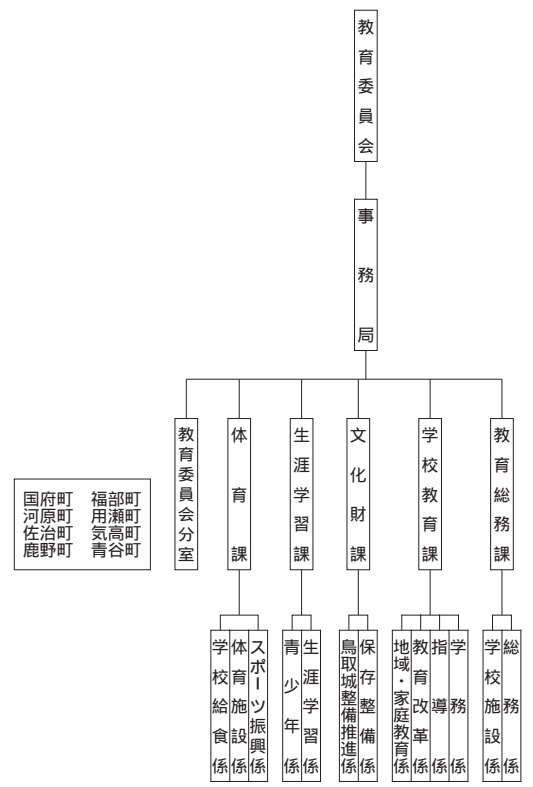 教育委員会
事務局
教育総務課
学校教育課
文化財課
生涯学習課
体育課
教育委員会分室
総務係
学校施設係
学務係
指導係
教育改革係
地域・家庭教育係
保存整備係
鳥取城整備推進係
生涯学習係
青少年係
スポーツ振興係
体育施設係
学校給食係
国府町 福部町
河原町 用瀬町
佐治町 気高町
鹿野町 青谷町